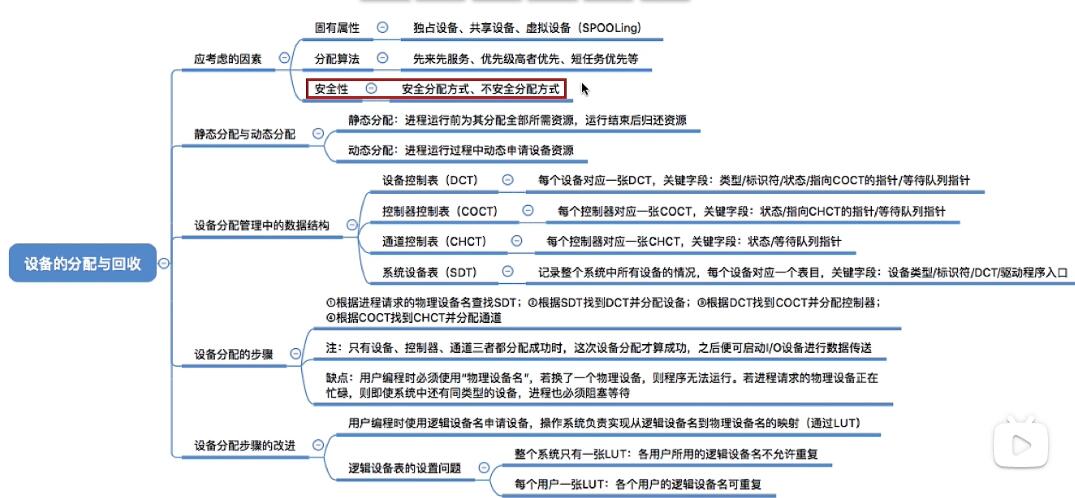 设备的分配与回收
应考虑的因素
固有属性
独占设备、共享设备、虚拟设备（SPOOLing）
分配算法
先来先服务、优先级高者优先、短任务优先等
安全性
安全分配方式、不安全分配方式
静态分配与动态分配
静态分配：进程运行前为其分配全部所需资源，运行结束后归还资源
动态分配：进程运行过程中动态申请设备资源
设备分配管理中的数据结构
设备控制表（DCT）
每个设备对应一张DCT，关键字段：类型/标识符/状态/指向COCT的指针/等待队列指针
控制器控制表（COCT）
每个控制器对应一张COCT，关键字段：状态/指向CHCT的指针/等待队列指针
通道控制表（CHCT）
每个控制器对应一张CHCT，关键字段：状态/等待队列指针
系统设备表（SDT）
记录整个系统中所有设备的情况，每个设备对应一个表目，关键字段：设备类型/标识符/DCT/驱动程序入口
设备分配的步骤
①根据进程请求的物理设备名查找SDT；②根据SDT找到DCT并分配设备；③根据DCT找到COCT并分配控制器；
④根据COCT找到CHCT并分配通道
注：只有设备、控制器、通道三者都分配成功时，这次设备分配才算成功，之后便可启动I/O设备进行数据传送
缺点：用户编程时必须使用“物理设备名”，若换了一个物理设备，则程序无法运行。若进程请求的物理设备正在
忙碌，则即使系统中还有同类型的设备，进程也必须阻塞等待
设备分配步骤的改进
用户编程时使用逻辑设备名申请设备，操作系统负责实现从逻辑设备名到物理设备名的映射（通过LUT）
逻辑设备表的设置问题
整个系统只有一张LUT：各用户所用的逻辑设备名不允许重复
每个用户一张LUT：各个用户的逻辑设备名可重复